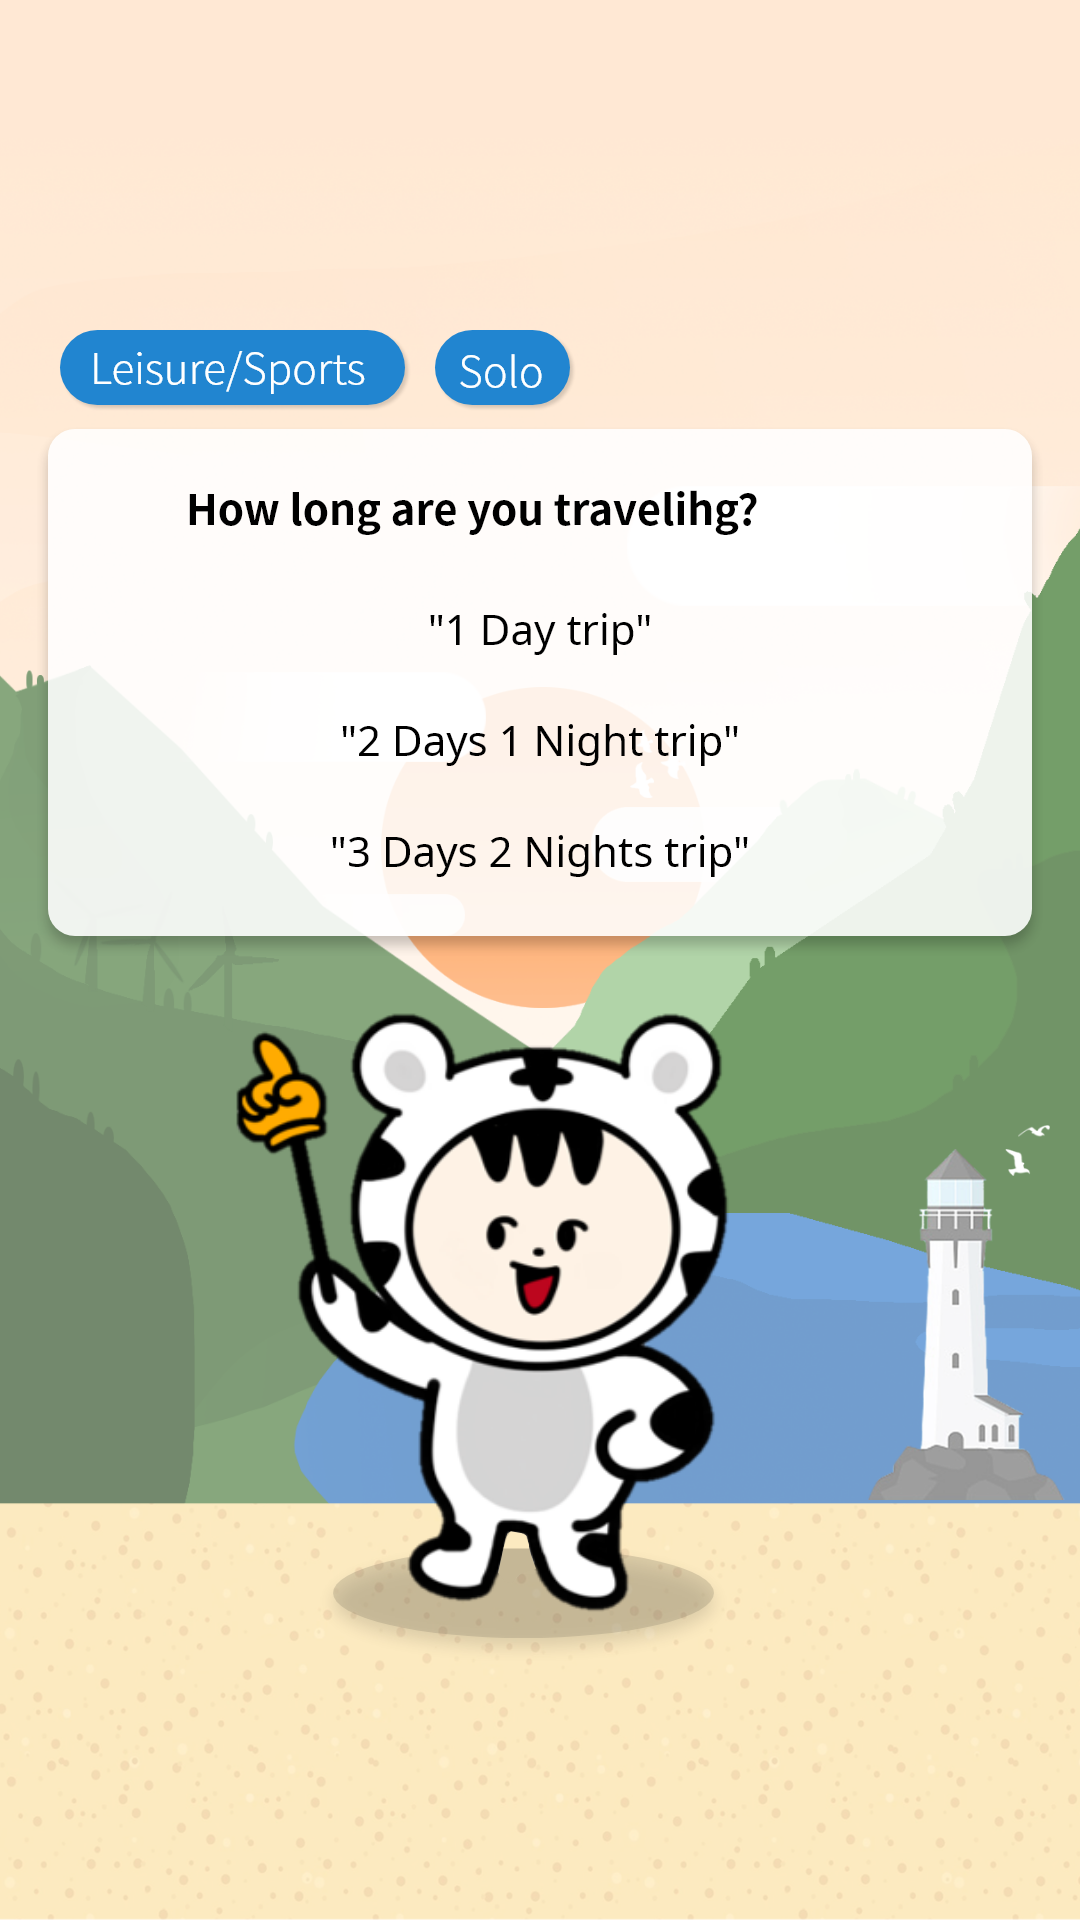 Leisure/Sports Solo
How long are you travelihg?
"1 Day trip"
"2 Days 1 Night trip"
"3 Days 2 Nights trip"